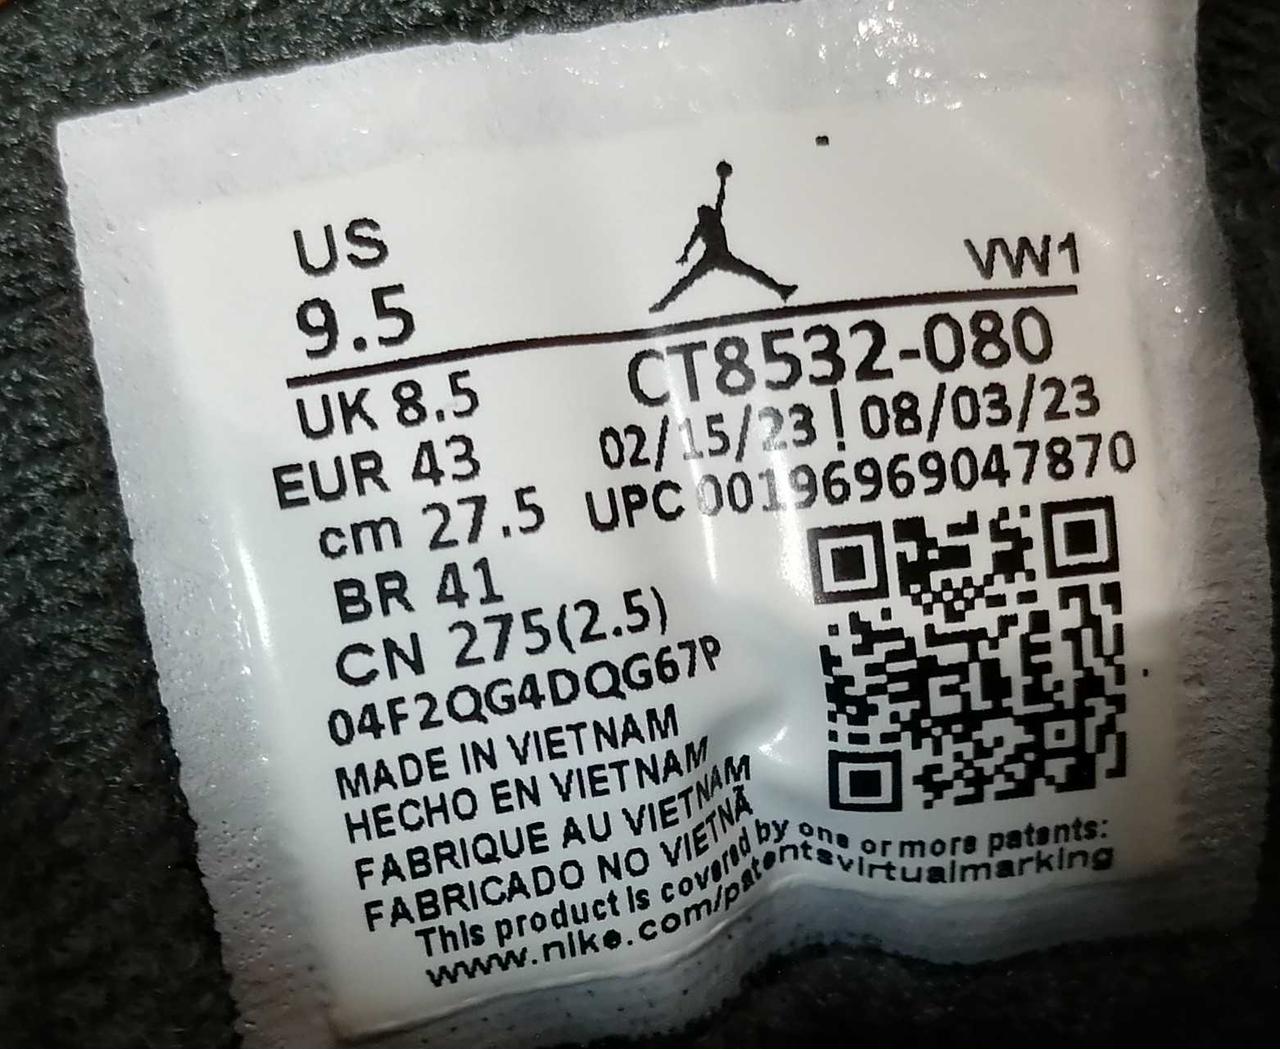 US
9.5
VW1
UK 8.5
EUR 43
cm 27.5
BR 41
CN 275(2.5)
04F2QG4DQG67P
CT8532-080
02/15/23 | 08/03/23
UPC 00196969047870
MADE IN VIETNAM
HECHO EN VIETNAM
FABRIQUE AU VIETNAM
FABRICADO NO VIETNÃ
This product is covered by one or more patents:
www.nike.com/patentsvirtualmarking